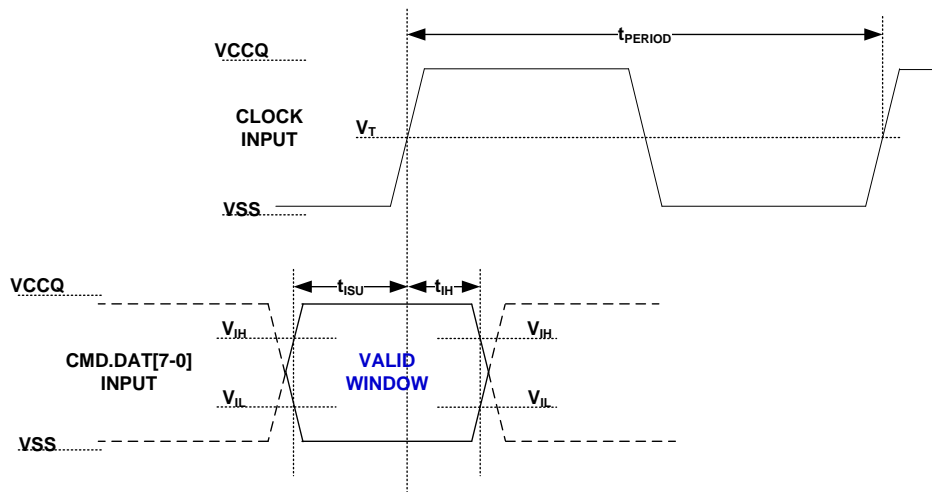 tPERIOD
VCCQ
CLOCK
INPUT
VT
VSS
VCCQ
tISU
tIH
VIH
VIH
CMD.DAT[7-0]
INPUT
VALID
WINDOW
VIL
VIL
VSS